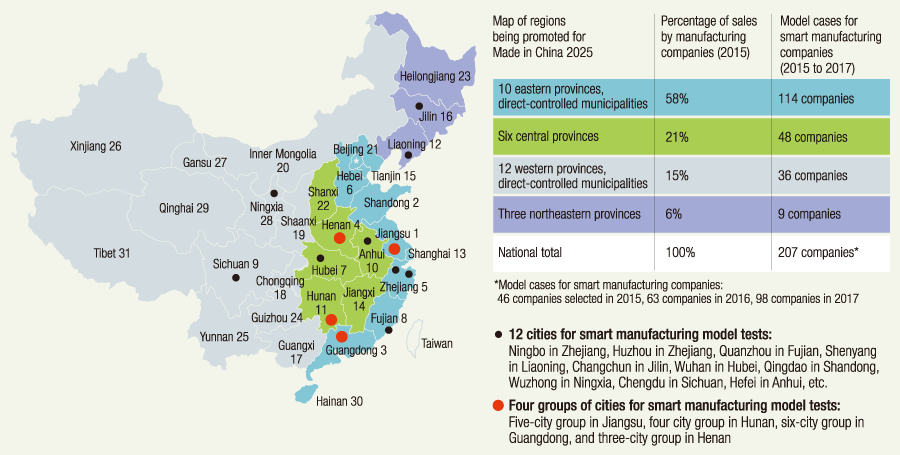 Heilongjiang 23
Jilin 16
Liaoning 12
Xinjiang 26
Gansu 27
Inner Mongolia
20
Beijing 21
Tianjin 15
Hebei
6
Shanxi
22
Shandong 2
Qinghai 29
Ningxia
28
Shaanxi
19
Henan 4
Jiangsu 1
Shanghai 13
Tibet 31
Sichuan 9
Chongqing
18
Hubei 7
Anhui
10
Zhejiang 5
Hunan
11
Jiangxi
14
Guizhou 24
Fujian 8
Yunnan 25
Guangxi
17
Guangdong 3
Taiwan
Hainan 30
Map of regions
being promoted for
Made in China 2025
Percentage of sales
by manufacturing
companies (2015)
Model cases for
smart manufacturing
companies
(2015 to 2017)
10 eastern provinces,
direct-controlled municipalities
58%
114 companies
Six central provinces
21%
48 companies
12 western provinces,
direct-controlled municipalities
15%
36 companies
Three northeastern provinces
6%
9 companies
National total
100%
207 companies*
*Model cases for smart manufacturing companies:
46 companies selected in 2015, 63 companies in 2016, 98 companies in 2017
12 cities for smart manufacturing model tests:
Ningbo in Zhejiang, Huzhou in Zhejiang, Quanzhou in Fujian, Shenyang
in Liaoning, Changchun in Jilin, Wuhan in Hubei, Qingdao in Shandong,
Wuzhong in Ningxia, Chengdu in Sichuan, Hefei in Anhui, etc.
Four groups of cities for smart manufacturing model tests:
Five-city group in Jiangsu, four city group in Hunan, six-city group in
Guangdong, and three-city group in Henan